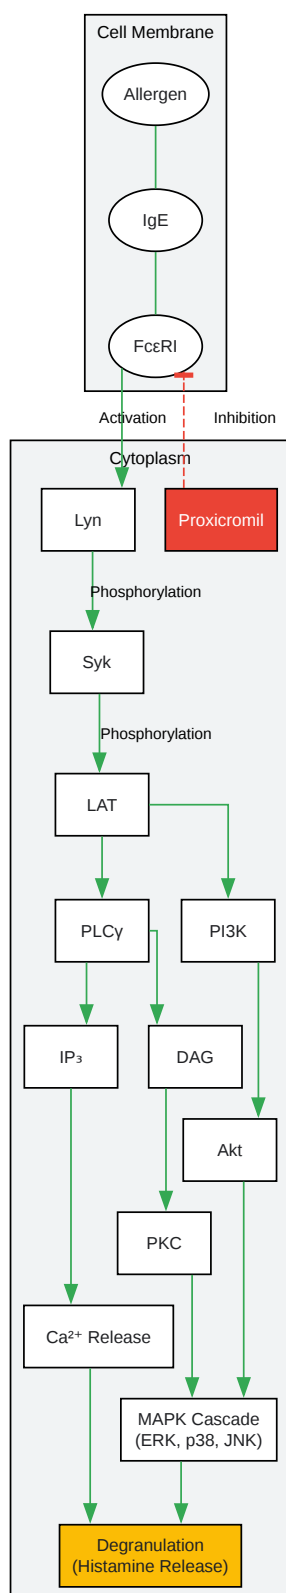 Cell Membrane
Allergen
IgE
FcεRI
Activation
Inhibition
Cytoplasm
Lyn
Proxicromil
Phosphorylation
Syk
Phosphorylation
LAT
PLCγ
PI3K
IP₃
DAG
Akt
PKC
Ca²⁺ Release
MAPK Cascade
(ERK, p38, JNK)
Degranulation
(Histamine Release)